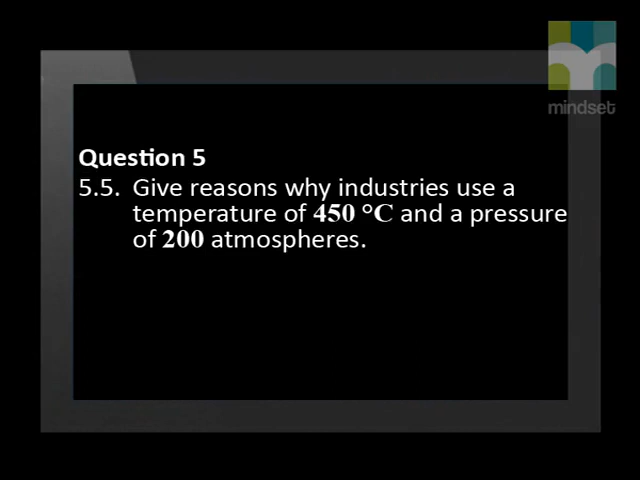 mindset
Question 5
5.5. Give reasons why industries use a
temperature of 450 °C and a pressure
of 200 atmospheres.